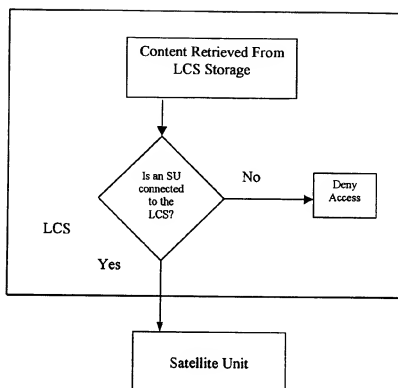 Content Retrieved From
LCS Storage
Is an SU
connected
to the
LCS?
No
Deny
Access
LCS
Yes
Satellite Unit